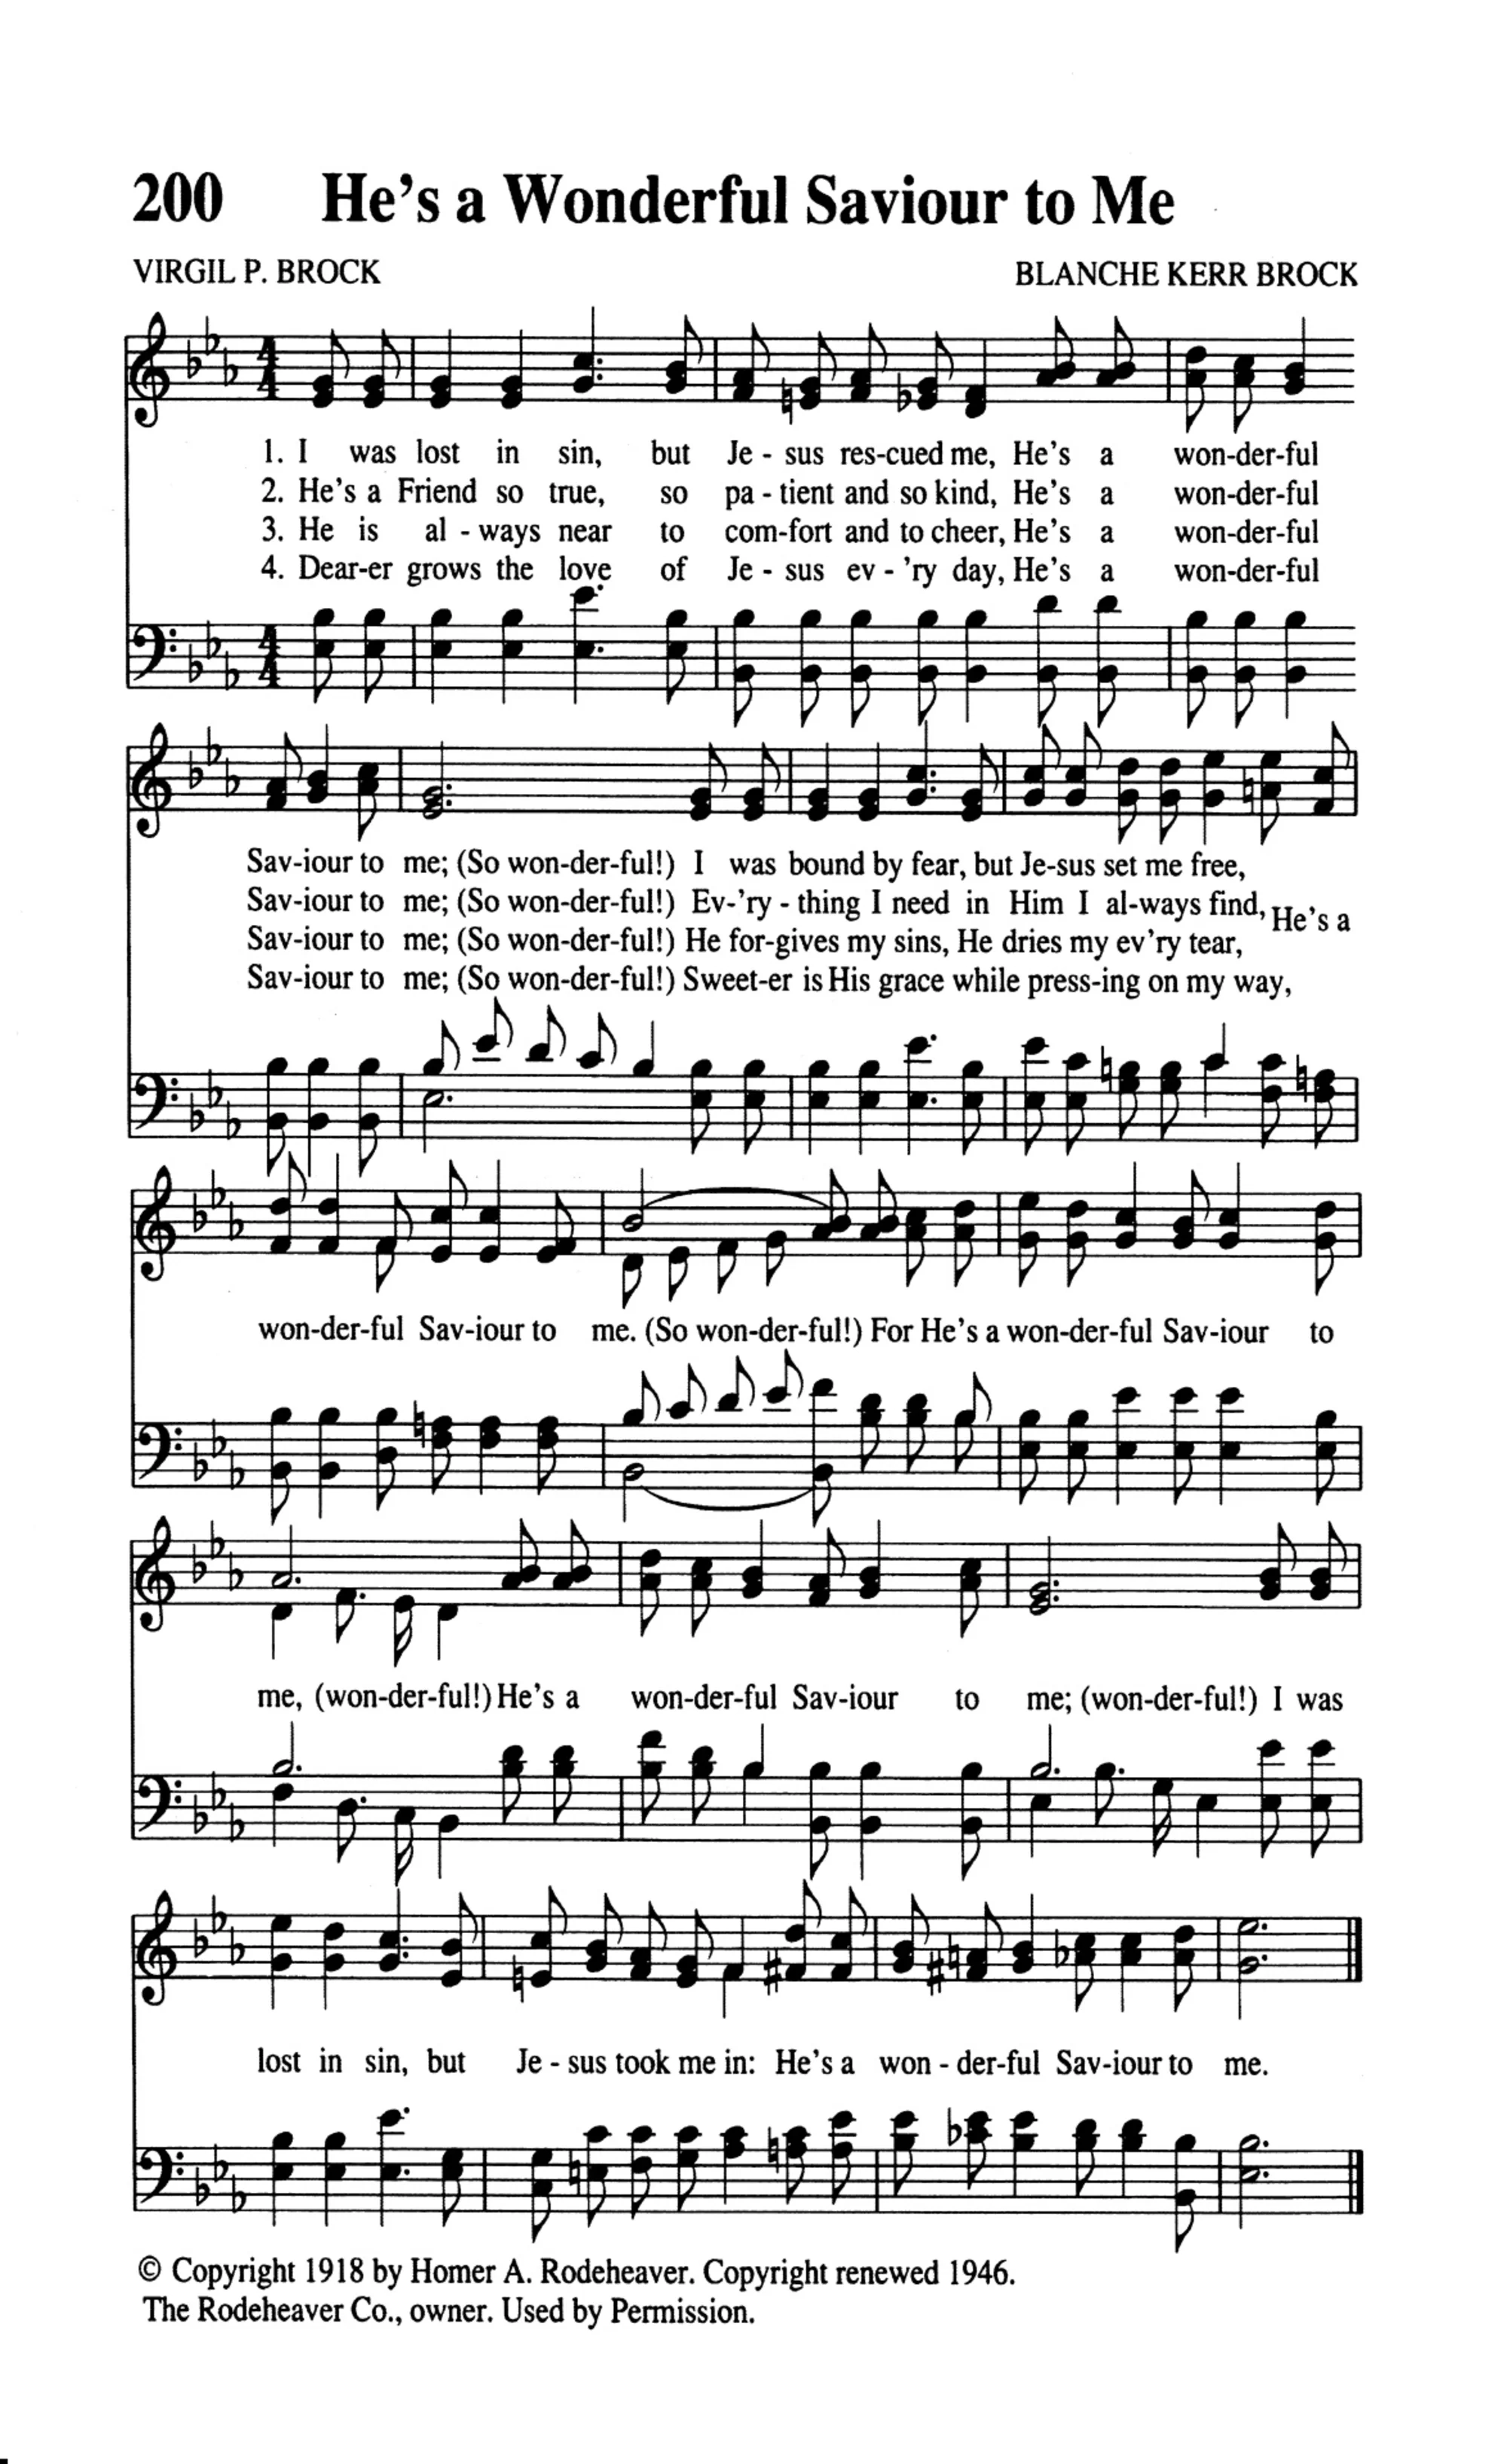 200 He's a Wonderful Saviour to Me
VIRGIL P. BROCK BLANCHE KERR BROCK
1. I was lost in sin, but Je - sus res-cued me, He's a won-der-ful
2. He's a Friend so true, so pa - tient and so kind, He's a won-der-ful
3. He is al - ways near to com-fort and to cheer, He's a won-der-ful
4. Dear-er grows the love of Je - sus ev - 'ry day, He's a won-der-ful
Sav-iour to me; (So won-der-ful!) I was bound by fear, but Je-sus set me free,
Sav-iour to me; (So won-der-ful!) Ev-'ry - thing I need in Him I al-ways find, He's a
Sav-iour to me; (So won-der-ful!) He for-gives my sins, He dries my ev'ry tear,
Sav-iour to me; (So won-der-ful!) Sweet-er is His grace while press-ing on my way,
won-der-ful Sav-iour to me. (So won-der-ful!) For He's a won-der-ful Sav-iour to
me, (won-der-ful!) He's a won-der-ful Sav-iour to me; (won-der-ful!) I was
lost in sin, but Je - sus took me in: He's a won - der-ful Sav-iour to me.
© Copyright 1918 by Homer A. Rodeheaver. Copyright renewed 1946.
The Rodeheaver Co., owner. Used by Permission.